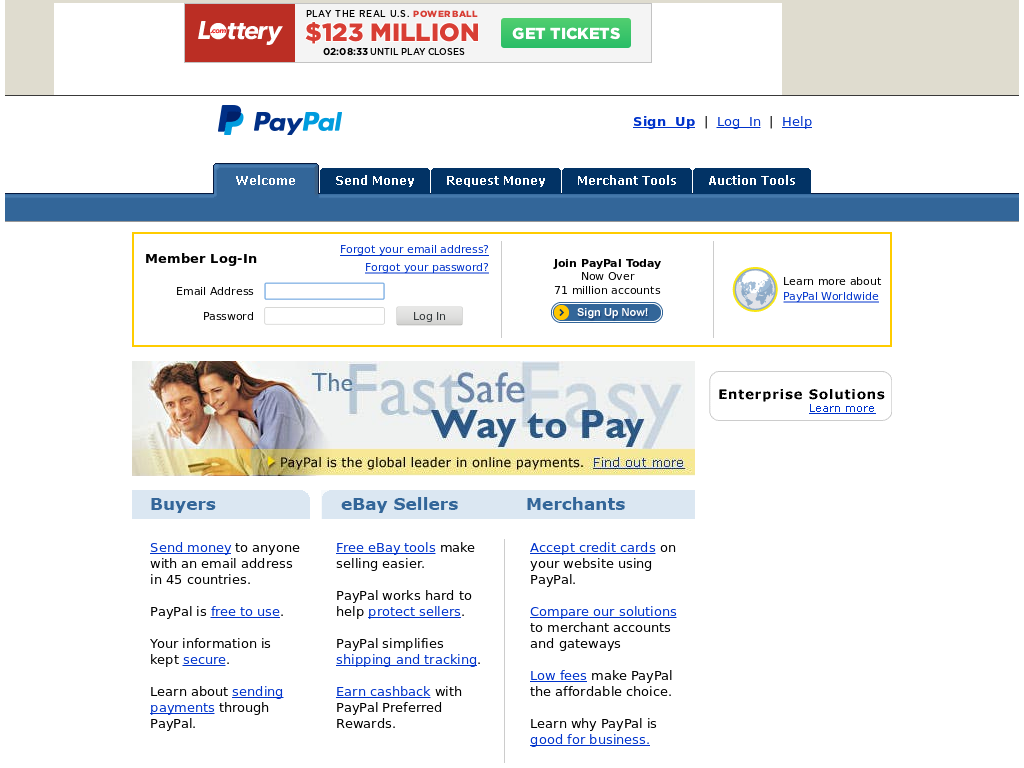 Lottery
.com
PLAY THE REAL U.S. POWERBALL
$123 MILLION
02:08:33 UNTIL PLAY CLOSES
GET TICKETS
PayPal
Sign Up | Log In | Help
Welcome
Send Money
Request Money
Merchant Tools
Auction Tools
Member Log-In
Forgot your email address?
Forgot your password?
Email Address
Password
Log In
Join PayPal Today
Now Over
71 million accounts
Sign Up Now!
Learn more about
PayPal Worldwide
The Fast Safe Easy
Way to Pay
PayPal is the global leader in online payments. Find out more
Enterprise Solutions
Learn more
Buyers
Send money to anyone
with an email address
in 45 countries.
PayPal is free to use.
Your information is
kept secure.
Learn about sending
payments through
PayPal.
eBay Sellers
Free eBay tools make
selling easier.
PayPal works hard to
help protect sellers.
PayPal simplifies
shipping and tracking.
Earn cashback with
PayPal Preferred
Rewards.
Merchants
Accept credit cards on
your website using
PayPal.
Compare our solutions
to merchant accounts
and gateways
Low fees make PayPal
the affordable choice.
Learn why PayPal is
good for business.